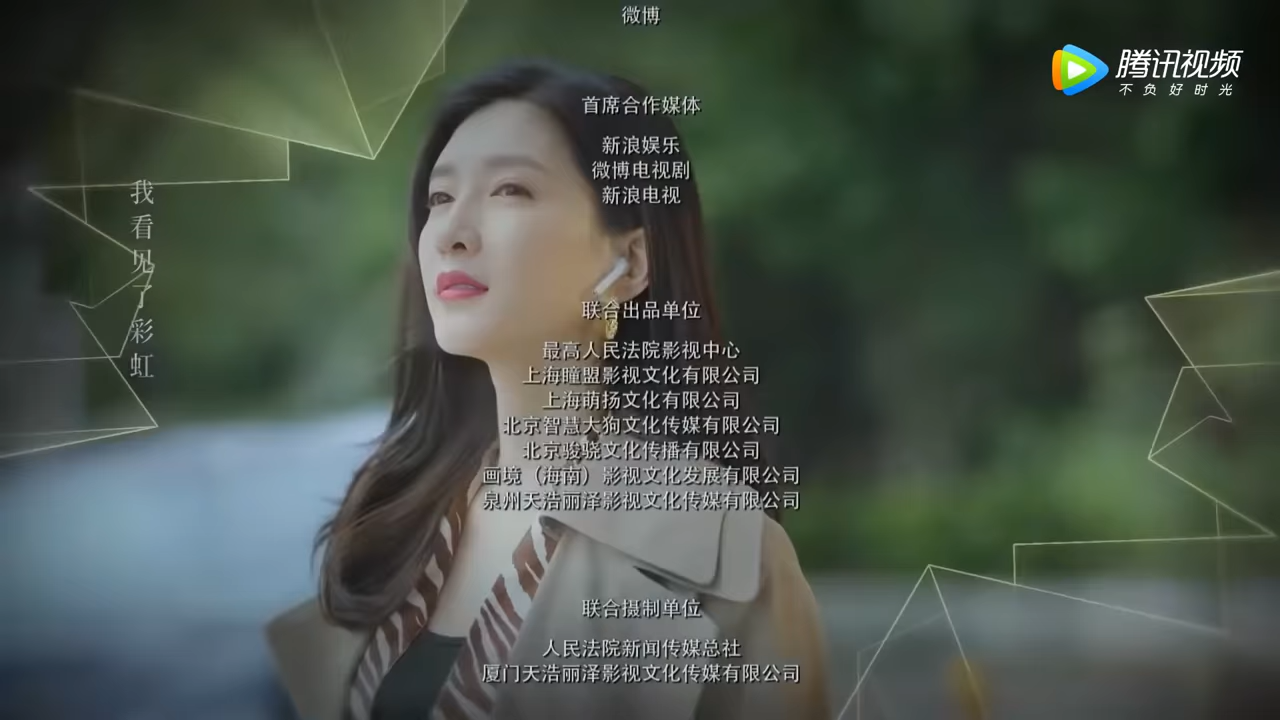 微博
腾讯视频
不负好时光
首席合作媒体
新浪娱乐
微博电视剧
新浪电视
我看见了彩虹
联合出品单位
最高人民法院影视中心
上海瞳盟影视文化有限公司
上海萌扬文化有限公司
北京智慧大狗文化传媒有限公司
北京骏骁文化传播有限公司
画境（海南）影视文化发展有限公司
泉州天浩丽泽影视文化传媒有限公司
联合摄制单位
人民法院新闻传媒总社
厦门天浩丽泽影视文化传媒有限公司